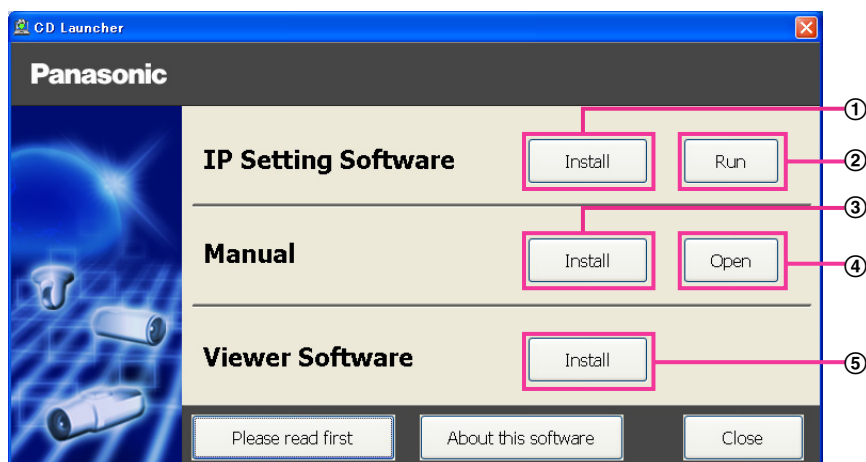 CD Launcher
Panasonic
①
IP Setting Software Install Run ②
③
Manual Install Open ④
Viewer Software Install ⑤
Please read first About this software Close